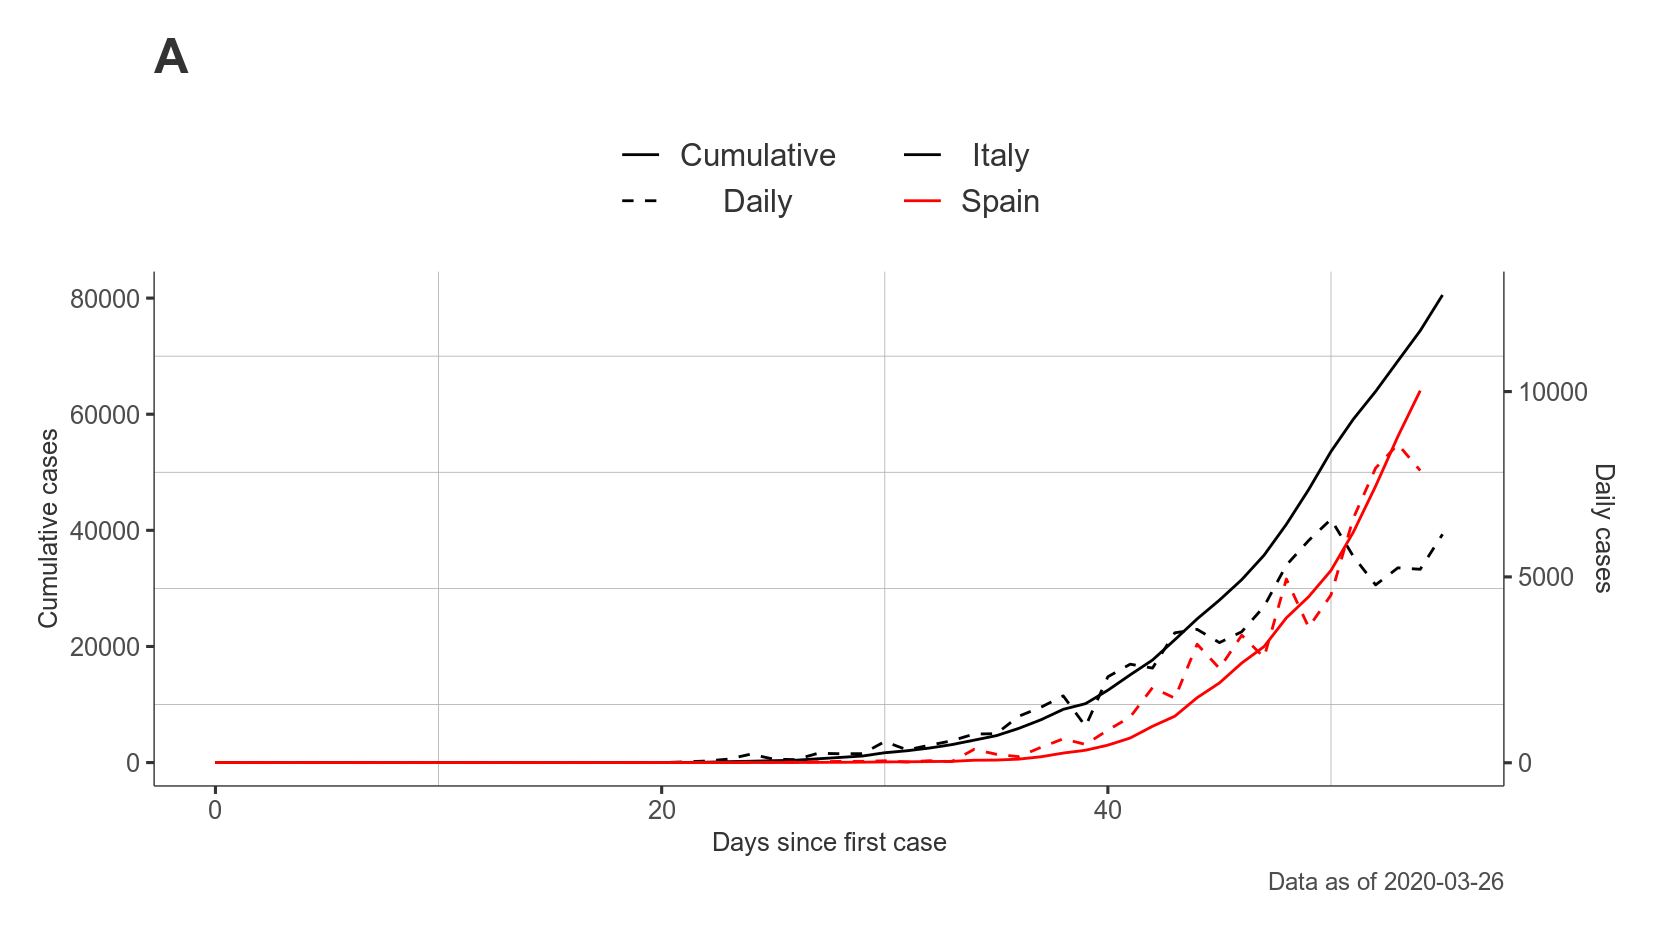 A
Cumulative
Italy
Daily
Spain
80000
60000
40000
20000
0
Cumulative cases
10000
5000
0
Daily cases
0
20
40
Days since first case
Data as of 2020-03-26